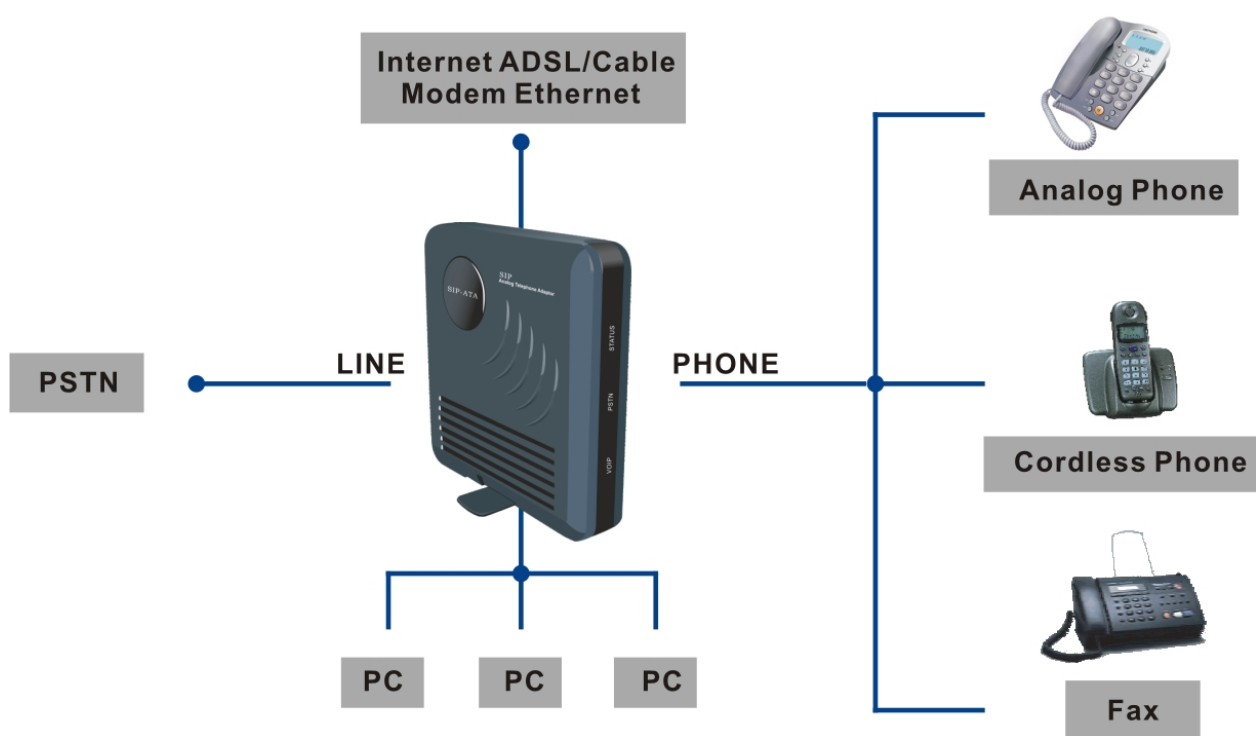 Internet ADSL/Cable
Modem Ethernet
Analog Phone
SIP
Analog Telephone Adaptor
SIP-ATA
STATUS
LINE
PHONE
PSTN
PSTN
Cordless Phone
VOIP
PC
PC
PC
Fax